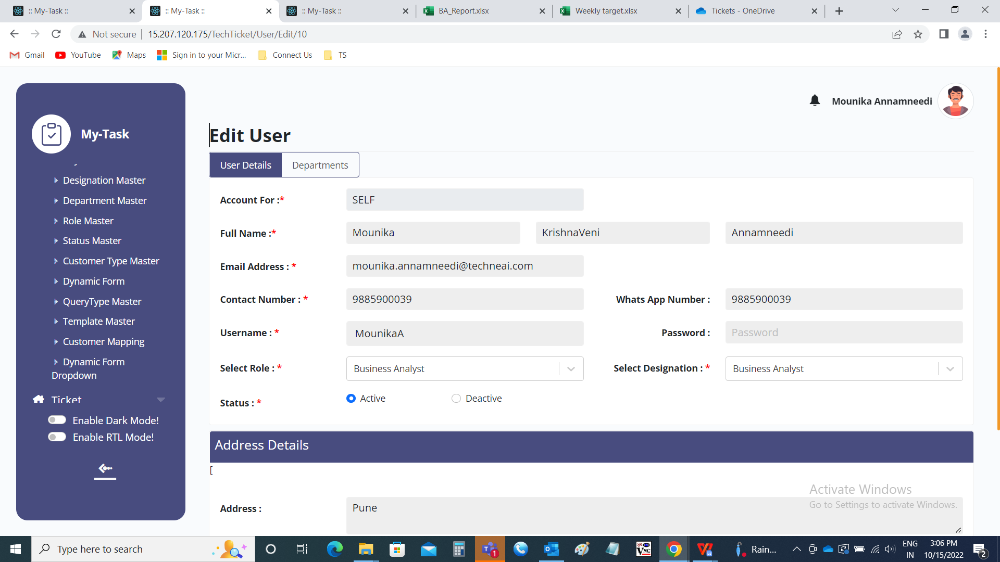 :: My-Task ::
:: My-Task ::
:: My-Task ::
BA_Report.xlsx
Weekly target.xlsx
Tickets - OneDrive
Not secure
15.207.120.175/TechTicket/User/Edit/10
Gmail
YouTube
Maps
Sign in to your Micr...
Connect Us
TS
Mounika Annamneedi
My-Task
Designation Master
Department Master
Role Master
Status Master
Customer Type Master
Dynamic Form
QueryType Master
Template Master
Customer Mapping
Dynamic Form
Dropdown
Ticket
Enable Dark Mode!
Enable RTL Mode!
Edit User
User Details
Departments
Account For :*
SELF
Full Name :*
Mounika
KrishnaVeni
Annamneedi
Email Address : *
mounika.annamneedi@techneai.com
Contact Number : *
9885900039
Whats App Number :
9885900039
Username : *
MounikaA
Password :
Password
Select Role : *
Business Analyst
Select Designation : *
Business Analyst
Status : *
Active
Deactive
Address Details
[
Address :
Pune
Activate Windows
Go to Settings to activate Windows.
Type here to search
1
Rain...
ENG
IN
3:06 PM
10/15/2022
2